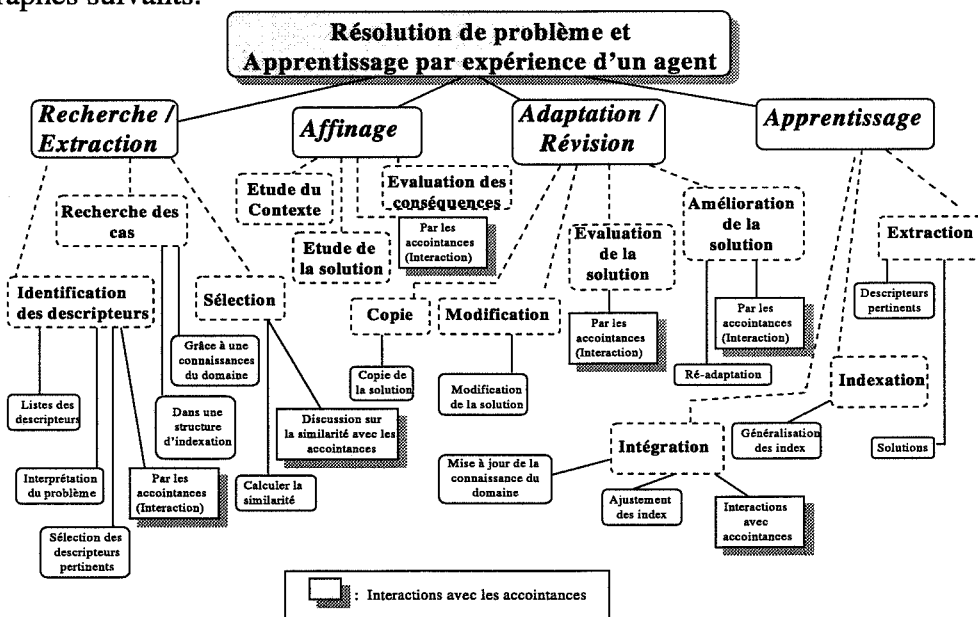 raphes suivants.
Résolution de problème et
Apprentissage par expérience d'un agent
Recherche /
Extraction
Affinage
Adaptation /
Révision
Apprentissage
Etude du
Contexte
Evaluation des
conséquences
Recherche des
cas
Par les
accointances
(Interaction)
Etude de
la solution
Evaluation
de la
solution
Amélioration
de la
solution
Extraction
Identification
des descripteurs
Sélection
Copie
Modification
Par les
accointances
(Interaction)
Par les
accointances
(Interaction)
Descripteurs
pertinents
Grâce à une
connaissances
du domaine
Copie de
la solution
Modification
de la solution
Ré-adaptation
Indexation
Listes des
descripteurs
Dans une
structure
d'indexation
Discussion sur
la similarité avec les
accointances
Intégration
Généralisation
des index
Solutions
Interprétation
du problème
Par les
accointances
(Interaction)
Calculer la
similarité
Mise à jour de la
connaissance du
domaine
Ajustement
des index
Interactions
avec
accointances
Sélection des
descripteurs
pertinents
: Interactions avec les accointances